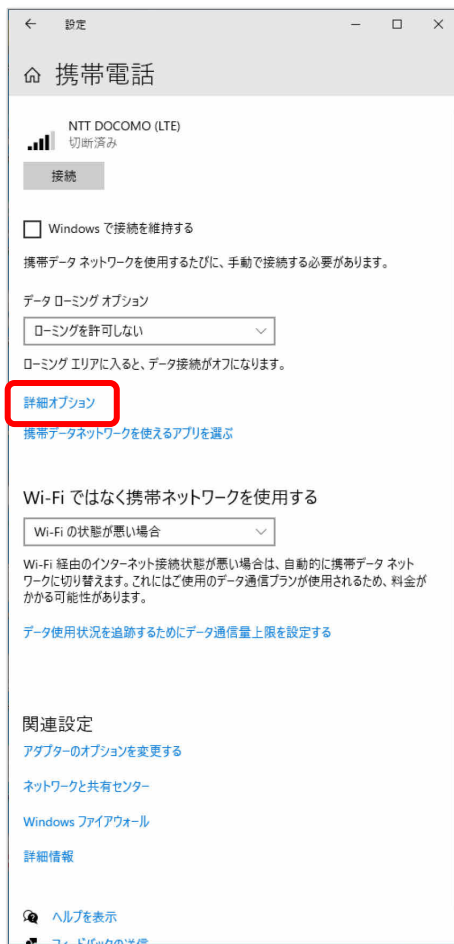 設定
携帯電話
NTT DOCOMO (LTE)
切断済み
接続
Windows で接続を維持する
携帯データ ネットワークを使用するたびに、手動で接続する必要があります。
データ ローミング オプション
ローミングを許可しない
ローミング エリアに入ると、データ接続がオフになります。
詳細オプション
携帯データネットワークを使えるアプリを選ぶ
Wi-Fi ではなく携帯ネットワークを使用する
Wi-Fi の状態が悪い場合
Wi-Fi 経由のインターネット接続状態が悪い場合は、自動的に携帯データ ネット
ワークに切り替えます。これにはご使用のデータ通信プランが使用されるため、料金が
かかる可能性があります。
データ使用状況を追跡するためにデータ通信量上限を設定する
関連設定
アダプターのオプションを変更する
ネットワークと共有センター
Windows ファイアウォール
詳細情報
ヘルプを表示
フィードバックの送信